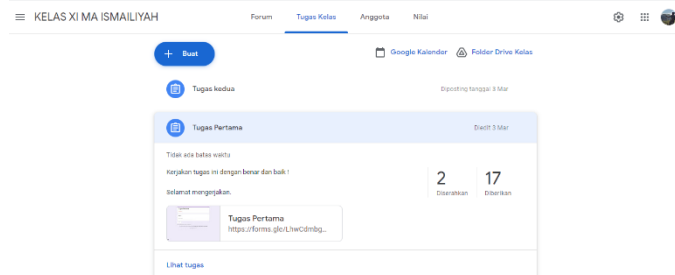 KELAS XI MA ISMAILIYAH
Forum Tugas Kelas Anggota Nilai
+ Buat
Google Kalender Folder Drive Kelas
Tugas kedua Diposting tanggal 3 Mar
Tugas Pertama Diedit 3 Mar
Tidak ada batas waktu
Kerjakan tugas ini dengan benar dan baik !
Selamat mengerjakan.
2 17
Diserahkan Diberikan
Tugas Pertama
https://forms.gle/LhwCdmbg...
Lihat tugas